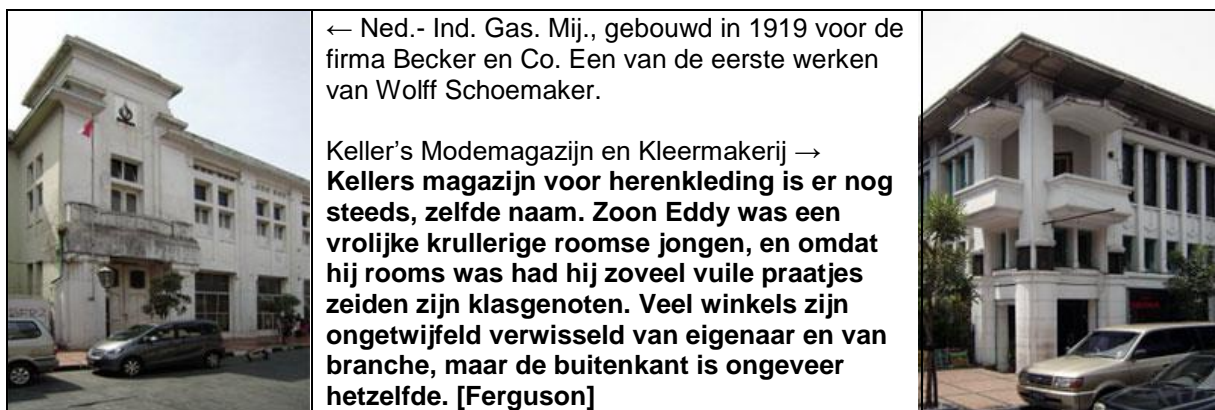 ← Ned.- Ind. Gas. Mij., gebouwd in 1919 voor de
firma Becker en Co. Een van de eerste werken
van Wolff Schoemaker.
Keller’s Modemagazijn en Kleermakerij →
Kellers magazijn voor herenkleding is er nog
steeds, zelfde naam. Zoon Eddy was een
vrolijke krullerige roomse jongen, en omdat
hij rooms was had hij zoveel vuile praatjes
zeiden zijn klasgenoten. Veel winkels zijn
ongetwijfeld verwisseld van eigenaar en van
branche, maar de buitenkant is ongeveer
hetzelfde. [Ferguson]